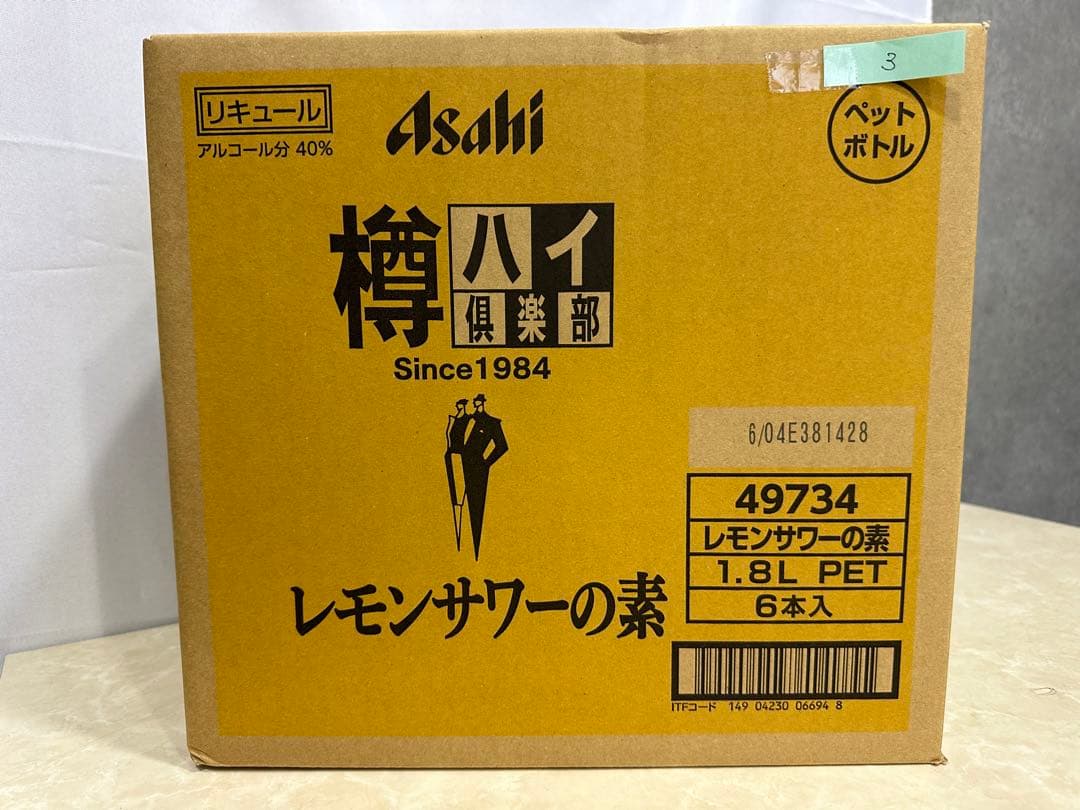 3
リキュール
アルコール分 40%
Asahi
ペット
ボトル
樽ハイ
倶楽部
Since1984
6/04E381428
49734
レモンサワーの素
1.8L PET
6本入
レモンサワーの素
ITFコード 149 04230 06694 8